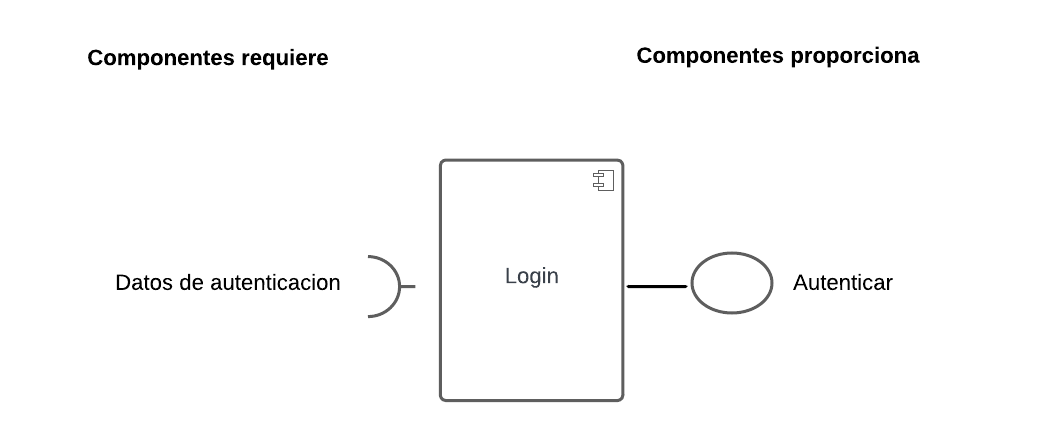 Componentes requiere
Componentes proporciona
Datos de autenticacion
Login
Autenticar